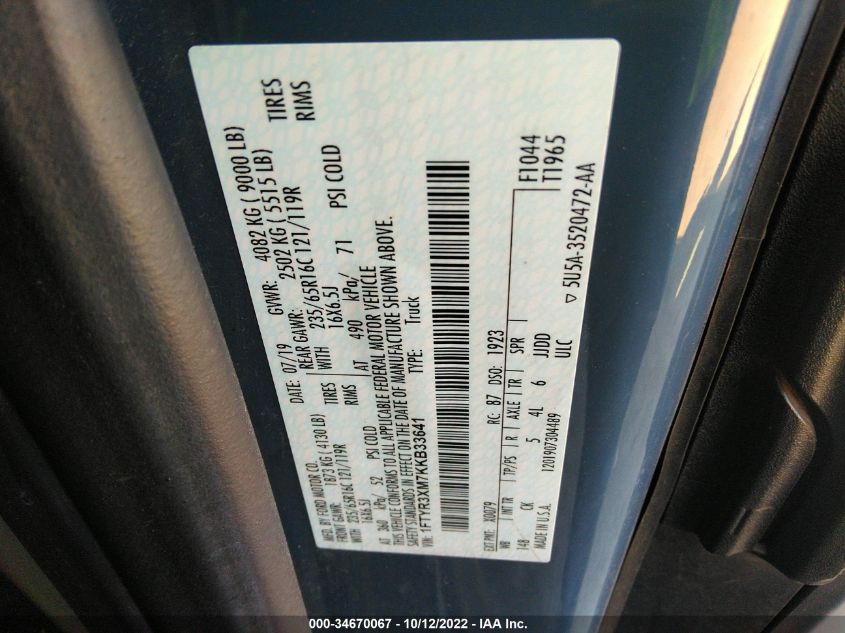 MFD. BY FORD MOTOR CO.
DATE: 07/19 GVWR: 4082 KG ( 9000 LB)
FRONT GAWR: 1873 KG ( 4130 LB) REAR GAWR: 2502 KG ( 5515 LB)
WITH 235/65R16C 121/119R TIRES WITH 235/65R16C 121/119R TIRES
16X6.5J RIMS 16X6.5J RIMS
AT 360 kPa/ 52 PSI COLD AT 490 kPa/ 71 PSI COLD
THIS VEHICLE CONFORMS TO ALL APPLICABLE FEDERAL MOTOR VEHICLE
SAFETY STANDARDS IN EFFECT ON THE DATE OF MANUFACTURE SHOWN ABOVE.
VIN: 1FTYR3XM7KKB33641 TYPE: Truck
F1044
T1965
EXT PNT: X0079 RC: 87 DSO: 1923
WB INT TR TP/PS R AXLE TR SPR
148 CK 5 4L 6 JJDD
MADE IN U.S.A. 1201907304489 ULC
▽ 5U5A-3520472-AA
000-34670067 - 10/12/2022 - IAA Inc.